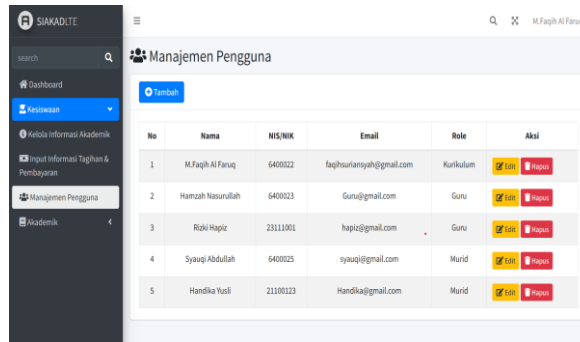 SIAKADLTE
M.Faqih Al Faru
search
Dashboard
Kesiswaan
Kelola Informasi Akademik
Input Informasi Tagihan &
Pembayaran
Manajemen Pengguna
Akademik
Manajemen Pengguna
Tambah
No Nama NIS/NIK Email Role Aksi
1 M.Faqih Al Faruq 6400022 faqihsuriansyah@gmail.com Kurikulum Edit Hapus
2 Hamzah Nasurullah 6400023 Guru@gmail.com Guru Edit Hapus
3 Rizki Hapiz 23111001 hapiz@gmail.com Guru Edit Hapus
4 Syauqi Abdullah 6400025 syauqi@gmail.com Murid Edit Hapus
5 Handika Yusli 21100123 Handika@gmail.com Murid Edit Hapus